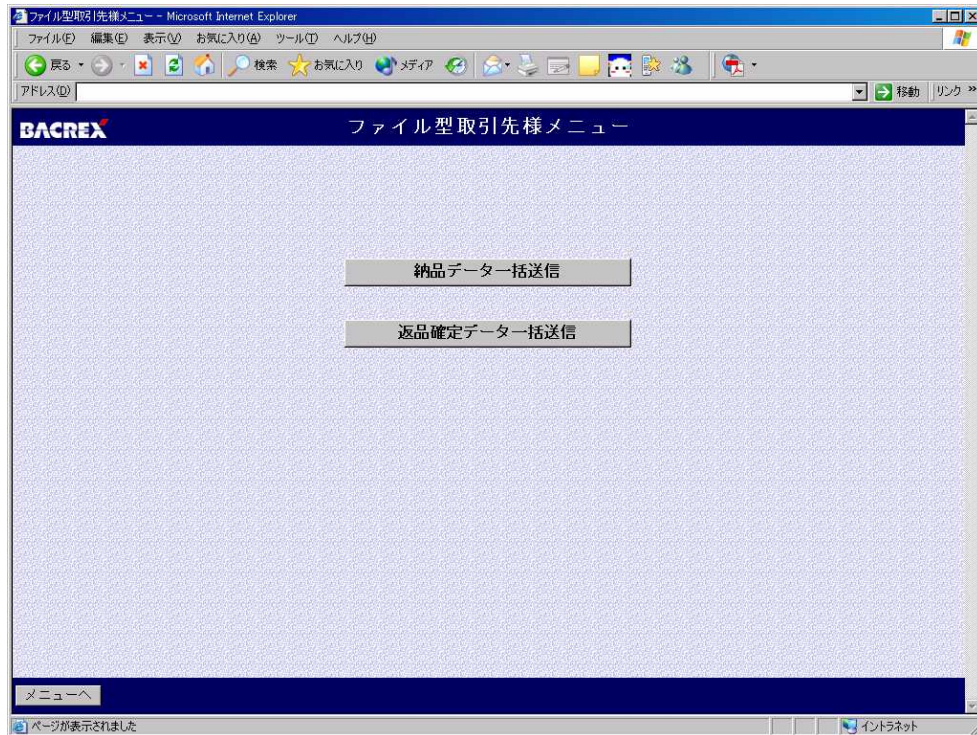 ファイル型取引先様メニュー - Microsoft Internet Explorer
ファイル(F) 編集(E) 表示(V) お気に入り(A) ツール(T) ヘルプ(H)
戻る 検索 お気に入り メディア
アドレス(D) 移動 リンク »
BACREX ファイル型取引先様メニュー
納品データ一括送信
返品確定データ一括送信
メニューへ
ページが表示されました イントラネット